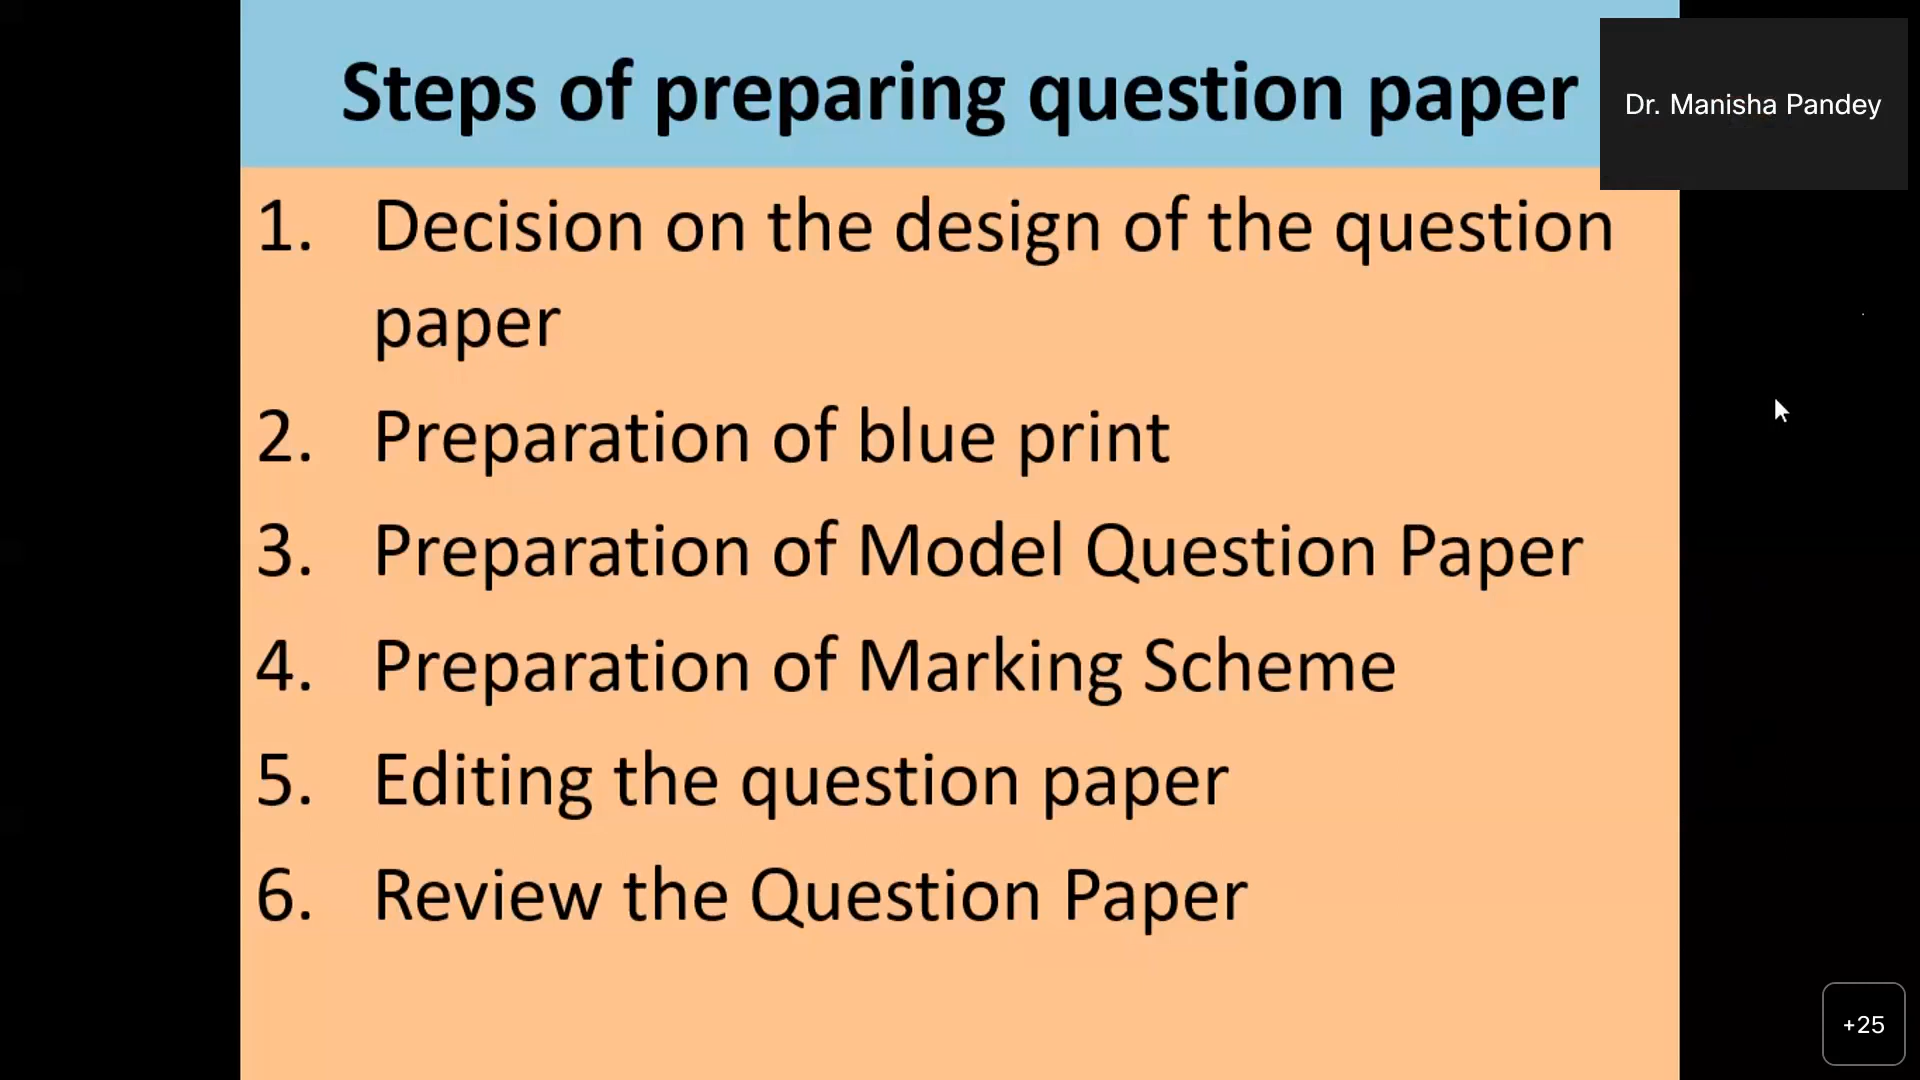 Steps of preparing question paper
Dr. Manisha Pandey
1. Decision on the design of the question
paper
2. Preparation of blue print
3. Preparation of Model Question Paper
4. Preparation of Marking Scheme
5. Editing the question paper
6. Review the Question Paper
+25